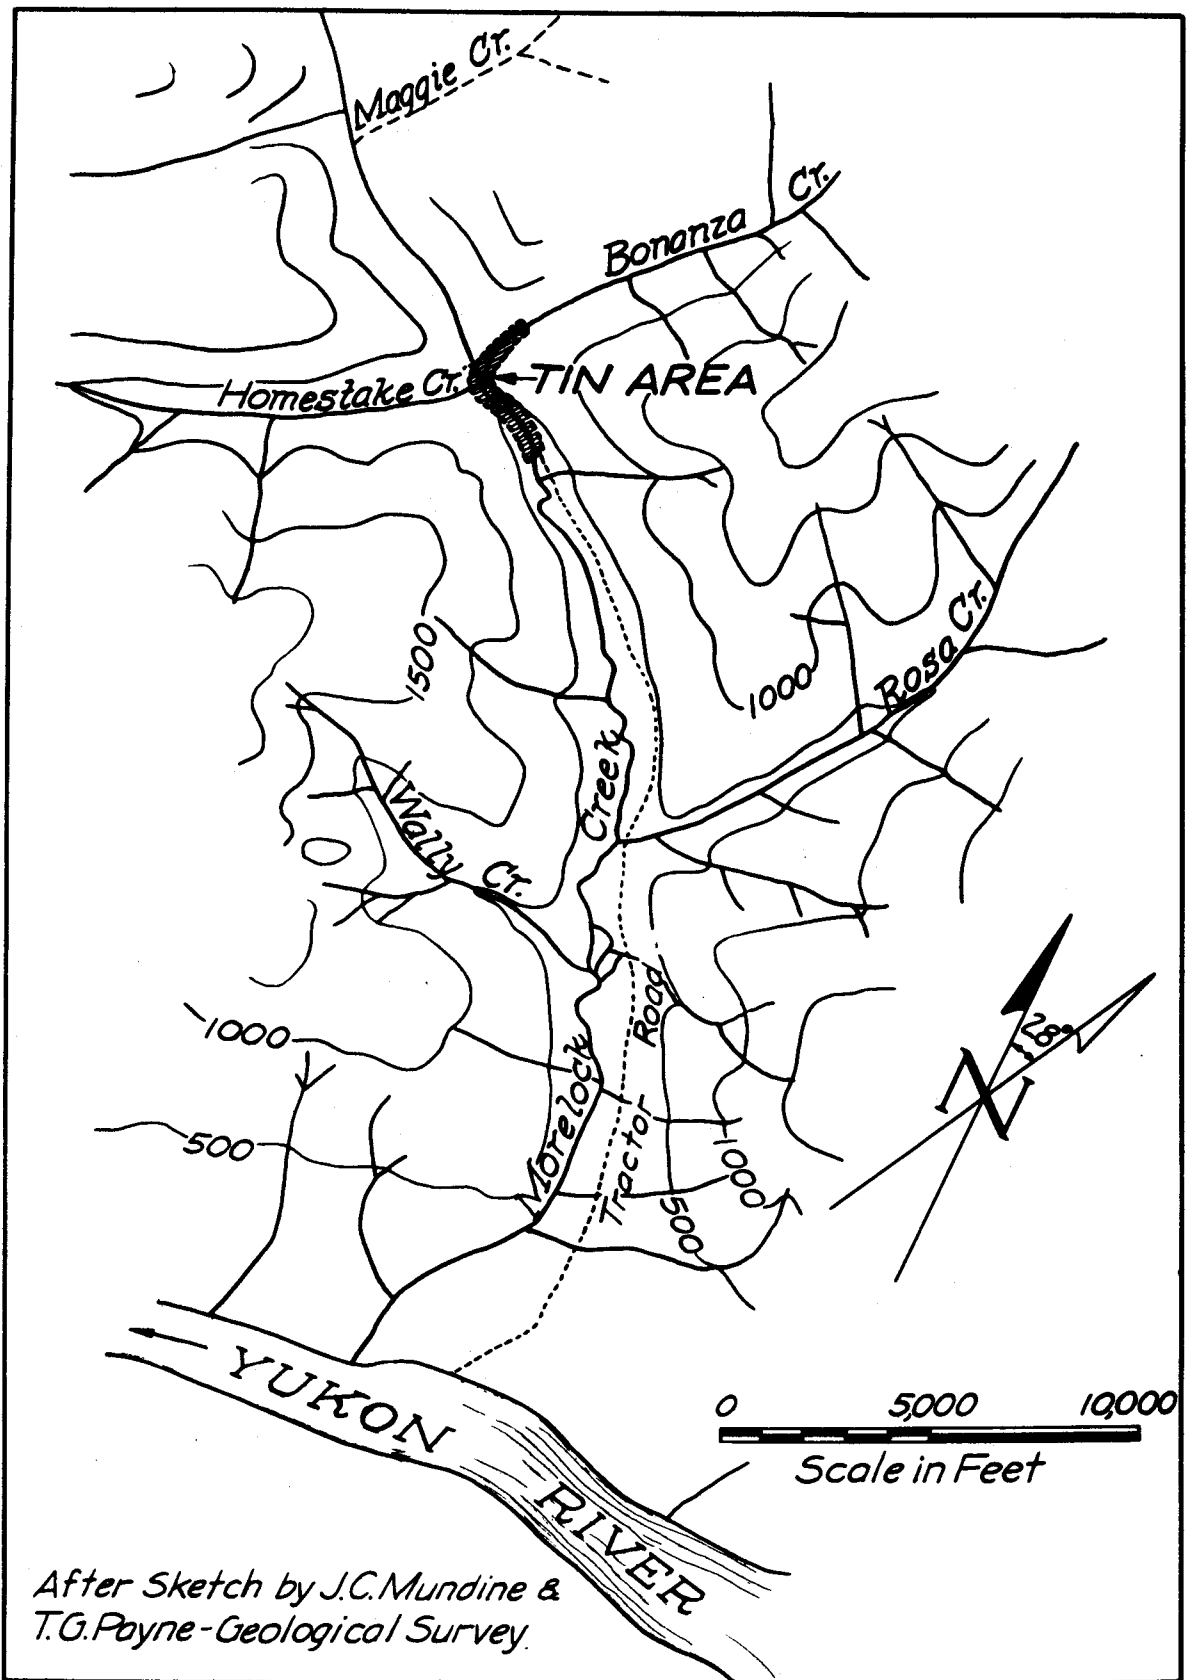 Maggie Cr.
Bonanza Cr.
TIN AREA
Homestake Cr.
1500
1000
Rosa Cr.
Creek
Wally Cr.
Road
28°
N
1000
Morelock
500
Tractor
1000
500
YUKON
RIVER
0 5,000 10,000
Scale in Feet
After Sketch by J.C.Mundine &
T.G.Payne-Geological Survey.